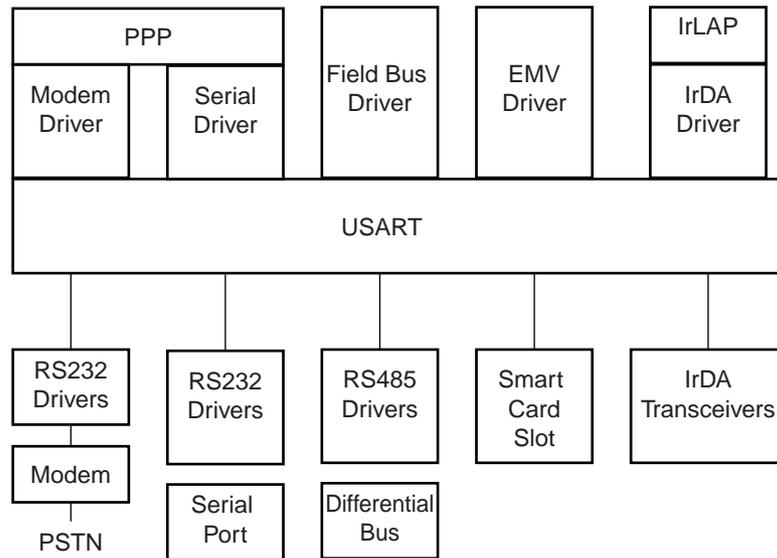 PPP
IrLAP
Modem
Driver
Serial
Driver
Field Bus
Driver
EMV
Driver
IrDA
Driver
USART
RS232
Drivers
RS232
Drivers
RS485
Drivers
Smart
Card
Slot
IrDA
Transceivers
Modem
Serial
Port
Differential
Bus
PSTN